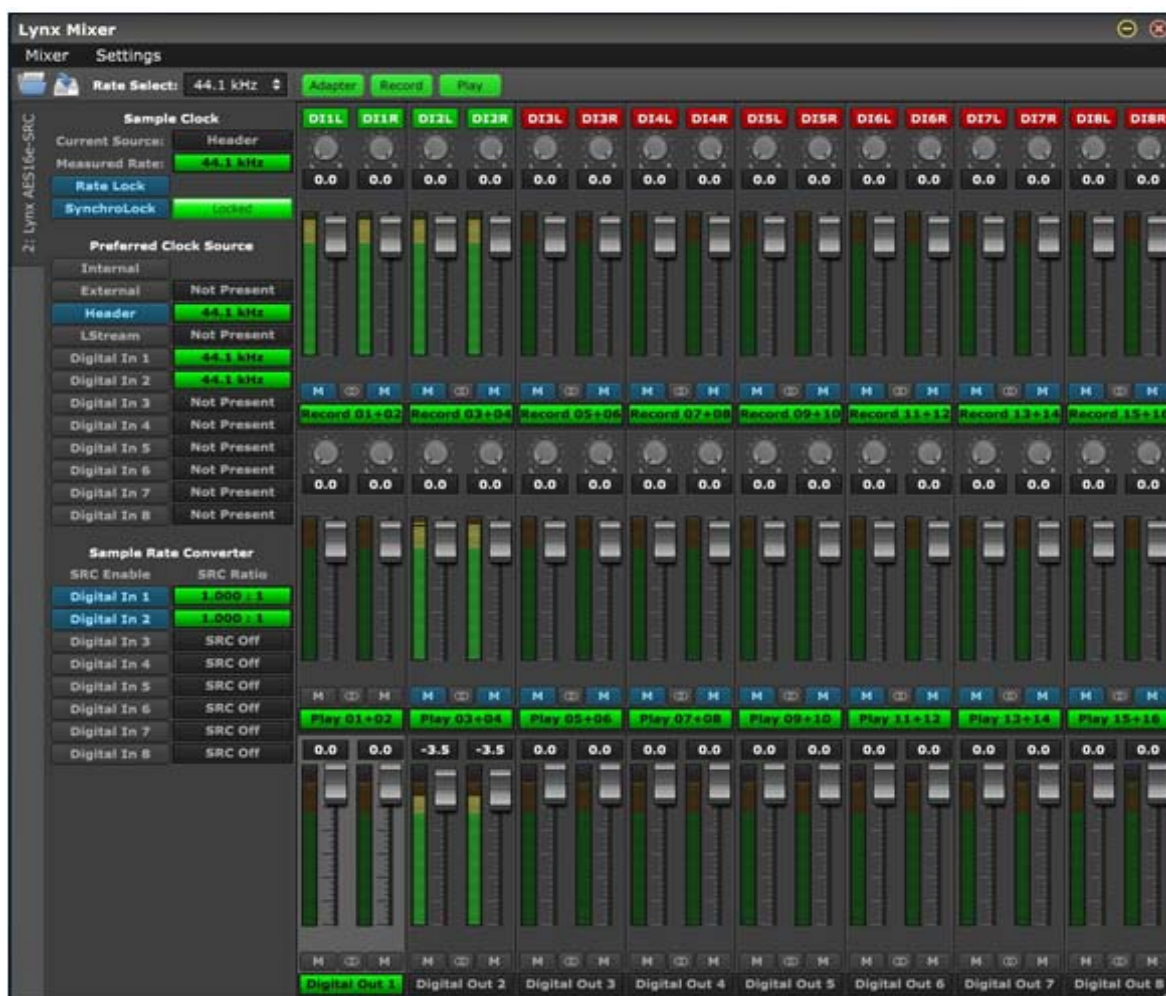 Lynx Mixer
Mixer Settings
Rate Select: 44.1 kHz Adapter Record Play
2: Lynx AES16e-SRC
Sample Clock
Current Source: Header
Measured Rate: 44.1 kHz
Rate Lock
SynchroLock Locked
Preferred Clock Source
Internal
External Not Present
Header 44.1 kHz
LStream Not Present
Digital In 1 44.1 kHz
Digital In 2 44.1 kHz
Digital In 3 Not Present
Digital In 4 Not Present
Digital In 5 Not Present
Digital In 6 Not Present
Digital In 7 Not Present
Digital In 8 Not Present
Sample Rate Converter
SRC Enable SRC Ratio
Digital In 1 1.000 : 1
Digital In 2 1.000 : 1
Digital In 3 SRC Off
Digital In 4 SRC Off
Digital In 5 SRC Off
Digital In 6 SRC Off
Digital In 7 SRC Off
Digital In 8 SRC Off
DI1L DI1R DI2L DI2R DI3L DI3R DI4L DI4R DI5L DI5R DI6L DI6R DI7L DI7R DI8L DI8R
0.0 0.0 0.0 0.0 0.0 0.0 0.0 0.0 0.0 0.0 0.0 0.0 0.0 0.0 0.0 0.0
M M M M M M M M M M M M M M M M
Record 01+02 Record 03+04 Record 05+06 Record 07+08 Record 09+10 Record 11+12 Record 13+14 Record 15+16
0.0 0.0 0.0 0.0 0.0 0.0 0.0 0.0 0.0 0.0 0.0 0.0 0.0 0.0 0.0 0.0
M M M M M M M M M M M M M M M M
Play 01+02 Play 03+04 Play 05+06 Play 07+08 Play 09+10 Play 11+12 Play 13+14 Play 15+16
0.0 0.0 -3.5 -3.5 0.0 0.0 0.0 0.0 0.0 0.0 0.0 0.0 0.0 0.0 0.0 0.0
M M M M M M M M M M M M M M M M
Digital Out 1 Digital Out 2 Digital Out 3 Digital Out 4 Digital Out 5 Digital Out 6 Digital Out 7 Digital Out 8